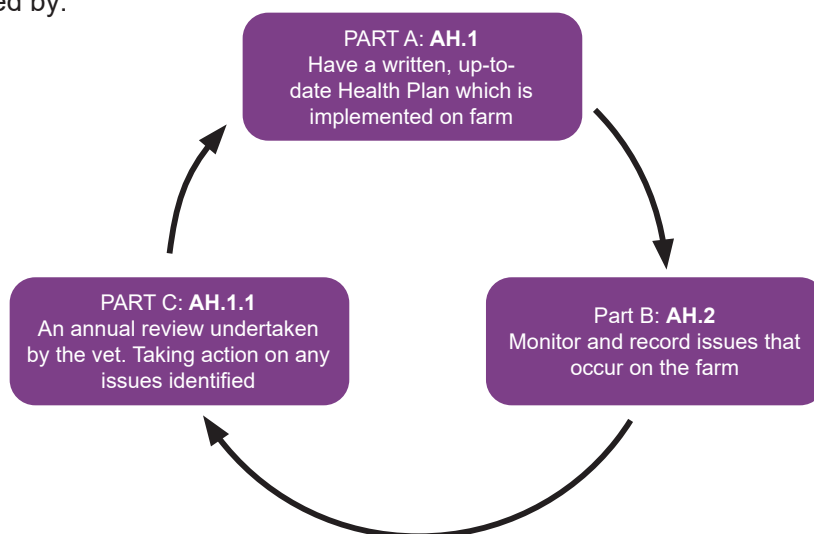 ed by:
PART A: AH.1
Have a written, up-to-
date Health Plan which is
implemented on farm
PART C: AH.1.1
An annual review undertaken
by the vet. Taking action on any
issues identified
Part B: AH.2
Monitor and record issues that
occur on the farm